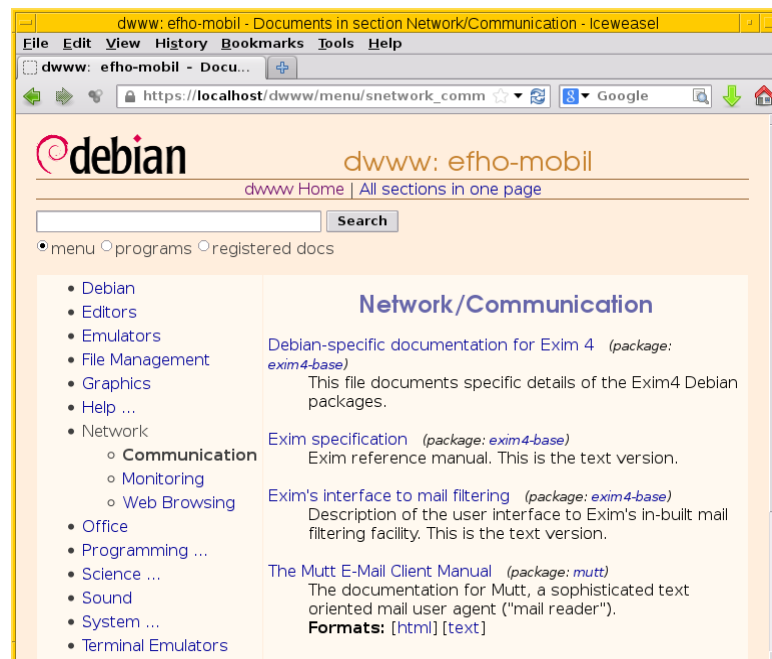 dwww: efho-mobil - Documents in section Network/Communication - Iceweasel
File Edit View History Bookmarks Tools Help
dwww: efho-mobil - Docu...
https://localhost/dwww/menu/snetwork_comm
Google
debian
dwww: efho-mobil
dwww Home | All sections in one page
Search
menu programs registered docs
Debian
Editors
Emulators
File Management
Graphics
Help ...
Network
Communication
Monitoring
Web Browsing
Office
Programming ...
Science ...
Sound
System ...
Terminal Emulators
Network/Communication
Debian-specific documentation for Exim 4 (package:
exim4-base)
This file documents specific details of the Exim4 Debian
packages.
Exim specification (package: exim4-base)
Exim reference manual. This is the text version.
Exim's interface to mail filtering (package: exim4-base)
Description of the user interface to Exim's in-built mail
filtering facility. This is the text version.
The Mutt E-Mail Client Manual (package: mutt)
The documentation for Mutt, a sophisticated text
oriented mail user agent ("mail reader").
Formats: [html] [text]